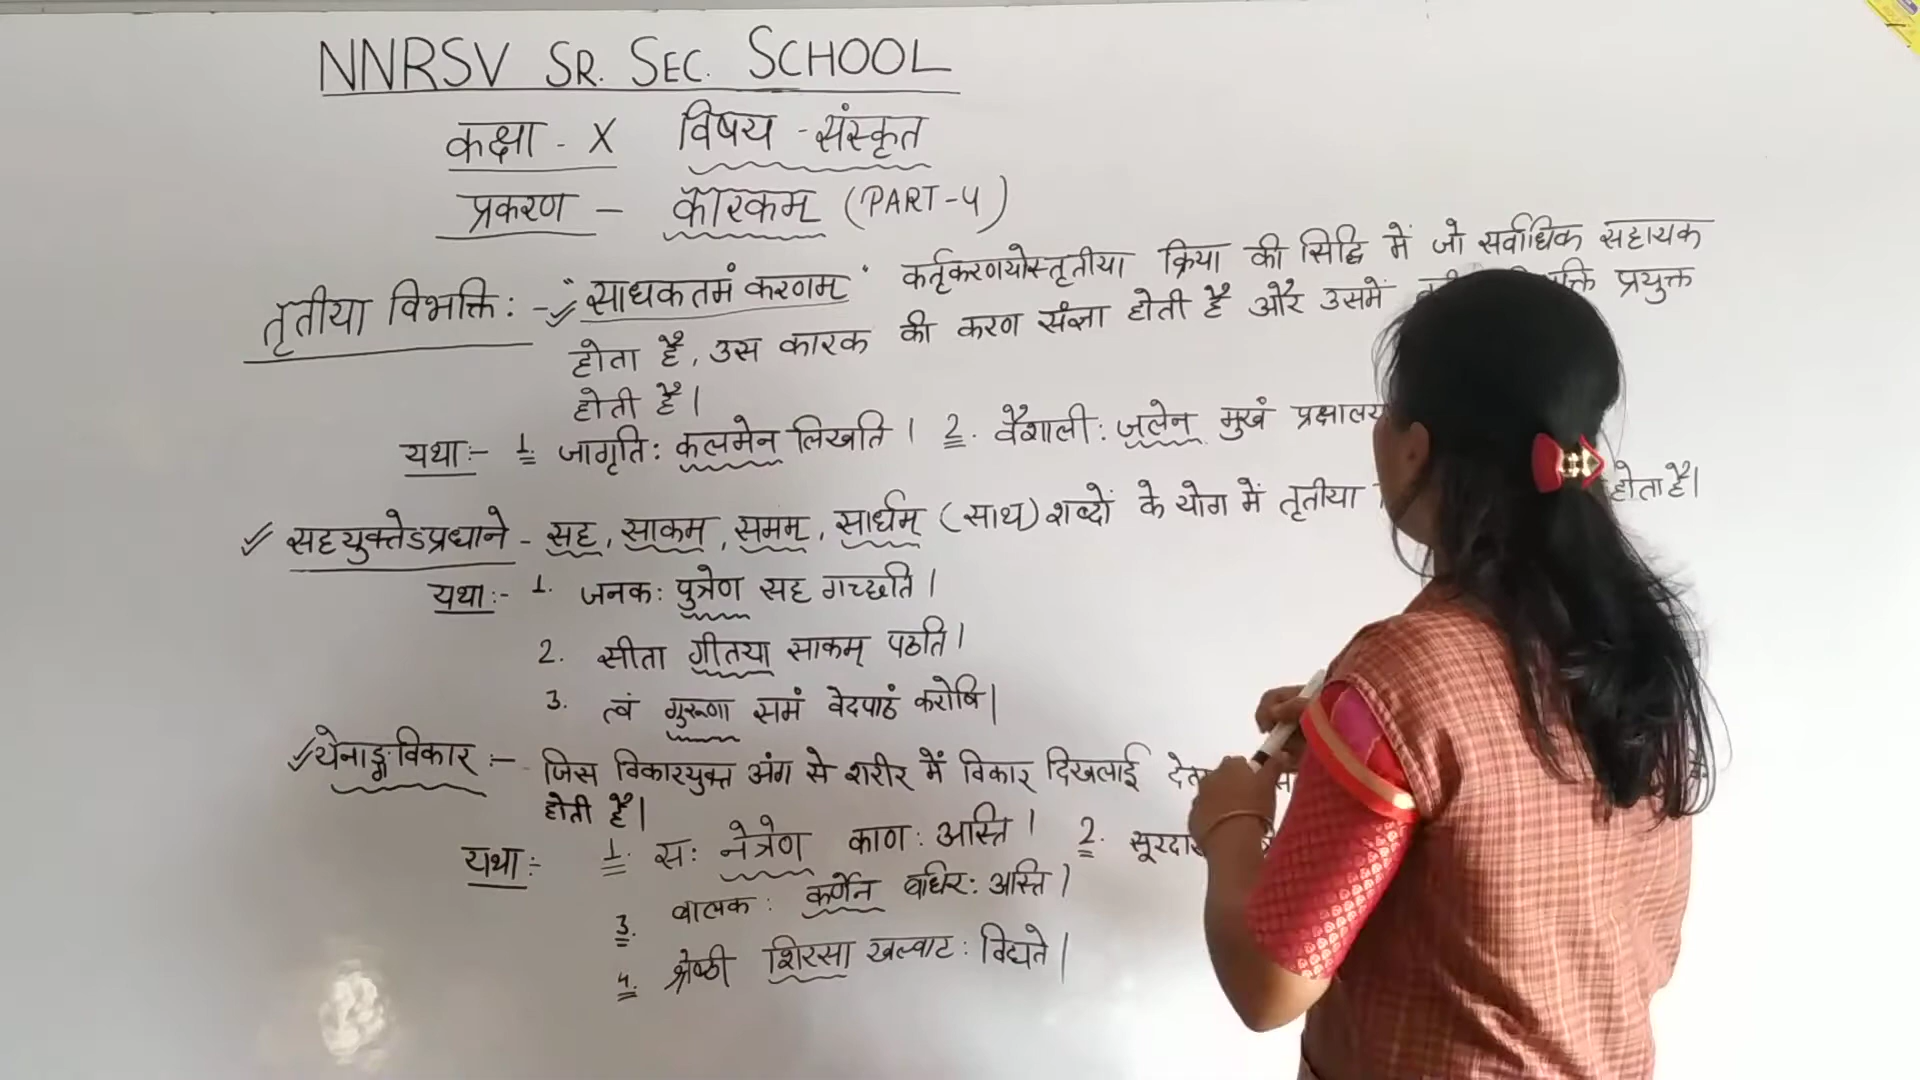 NNRSV SR. SEC. SCHOOL
कक्षा - X विषय - संस्कृत
प्रकरण - कारकम् (PART-4)
तृतीया विभक्ति: - "साधकतमं करणम्" कर्तृकरणयोस्तृतीया क्रिया की सिद्धि में जो सर्वाधिक सहायक
होता है, उस कारक की करण संज्ञा होती है और उसमें प्रयुक्त
होती है।
यथा:- 1. जागृति: कलमेन लिखति । 2. वैशाली: जलेन मुखं
सहयुक्तेऽप्रधाने - सह, साकम्, समम्, सार्धम् (साथ) शब्दों के योग में तृतीया होता है।
यथा:- 1. जनक: पुत्रेण सह गच्छति ।
2. सीता गीतया साकम् पठति ।
3. त्वं गुरुणा समं वेदपाठं करोषि ।
येनाङ्गविकार: - जिस विकारयुक्त अंग से शरीर में विकार दिखलाई
होती है।
यथा:- 1. स: नेत्रेण काण: अस्ति । 2.
3. बालक: कर्णेन बधिर: अस्ति ।
4. श्रेष्ठी शिरसा खल्वाट: विद्यते ।